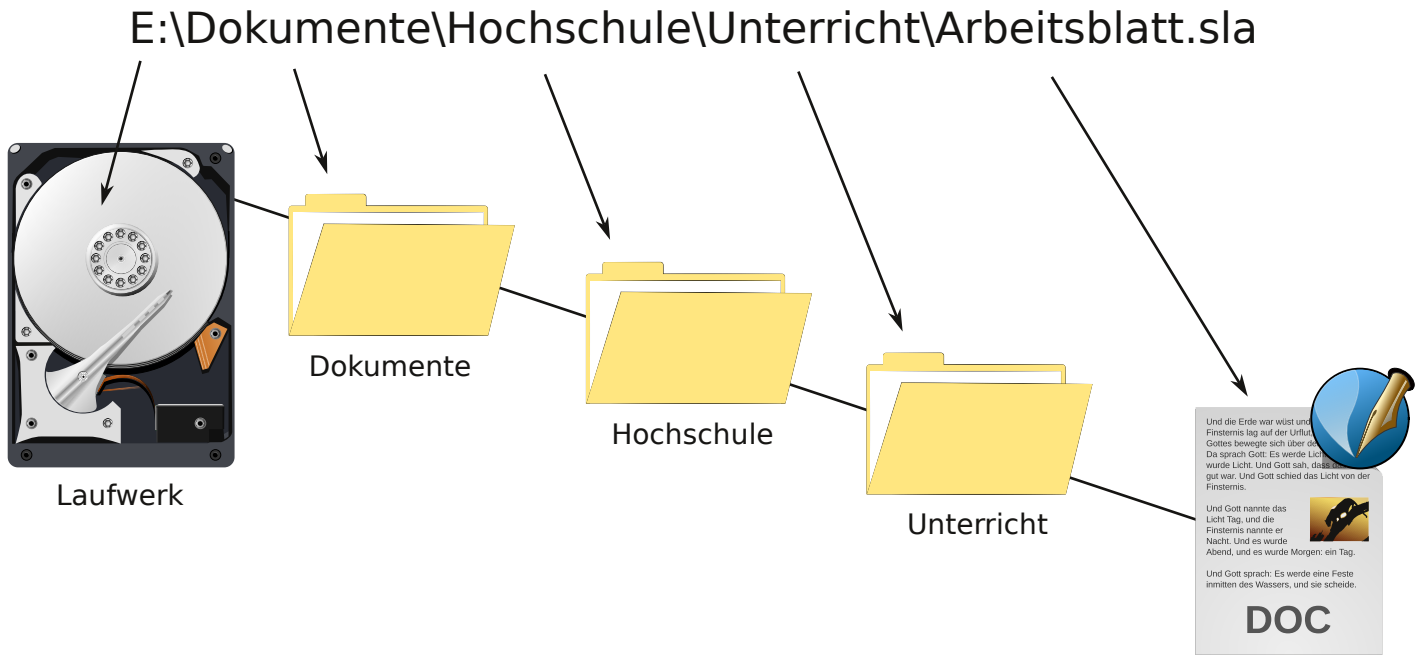 E:\Dokumente\Hochschule\Unterricht\Arbeitsblatt.sla
Dokumente
Hochschule
Laufwerk
Unterricht
Und die Erde war wüst und
Finsternis lag auf der Urflut,
Gottes bewegte sich über de
Da sprach Gott: Es werde Lich
wurde Licht. Und Gott sah, dass
gut war. Und Gott schied das Licht von der
Finsternis.
Und Gott nannte das
Licht Tag, und die
Finsternis nannte er
Nacht. Und es wurde
Abend, und es wurde Morgen: ein Tag.
Und Gott sprach: Es werde eine Feste
inmitten des Wassers, und sie scheide.
DOC